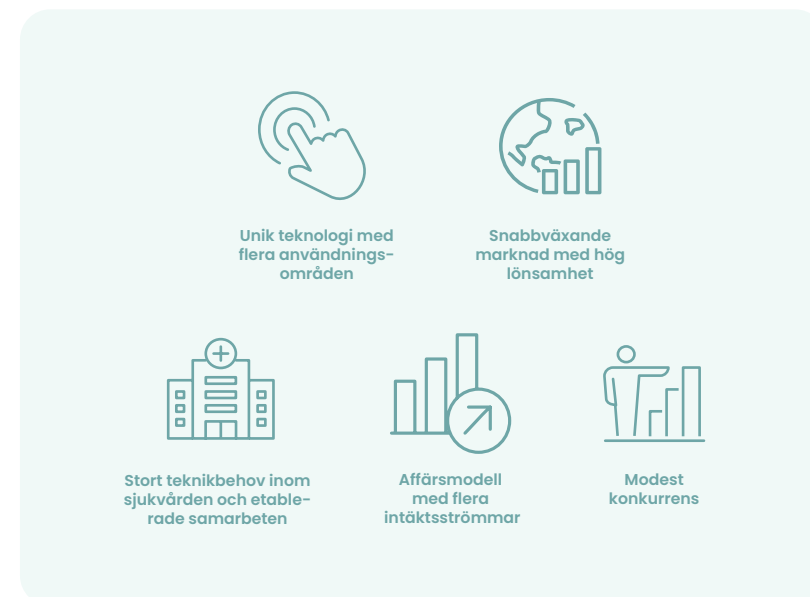 Unik teknologi med
flera användnings-
områden
Snabbväxande
marknad med hög
lönsamhet
Stort teknikbehov inom
sjukvården och etable-
rade samarbeten
Affärsmodell
med flera
intäktsströmmar
Modest
konkurrens